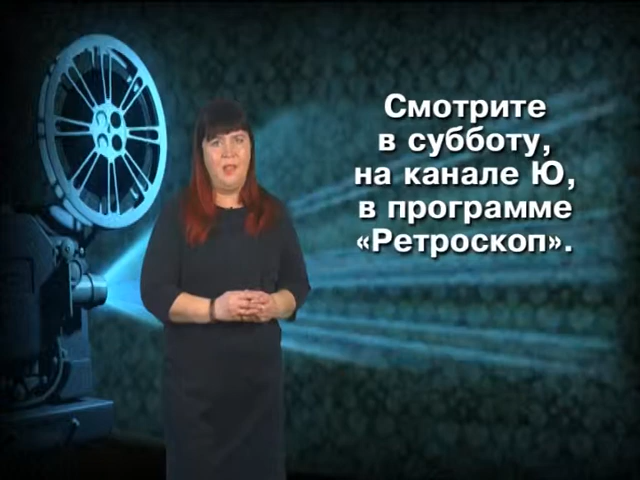 Смотрите
в субботу,
на канале Ю,
в программе
«Ретроскоп».